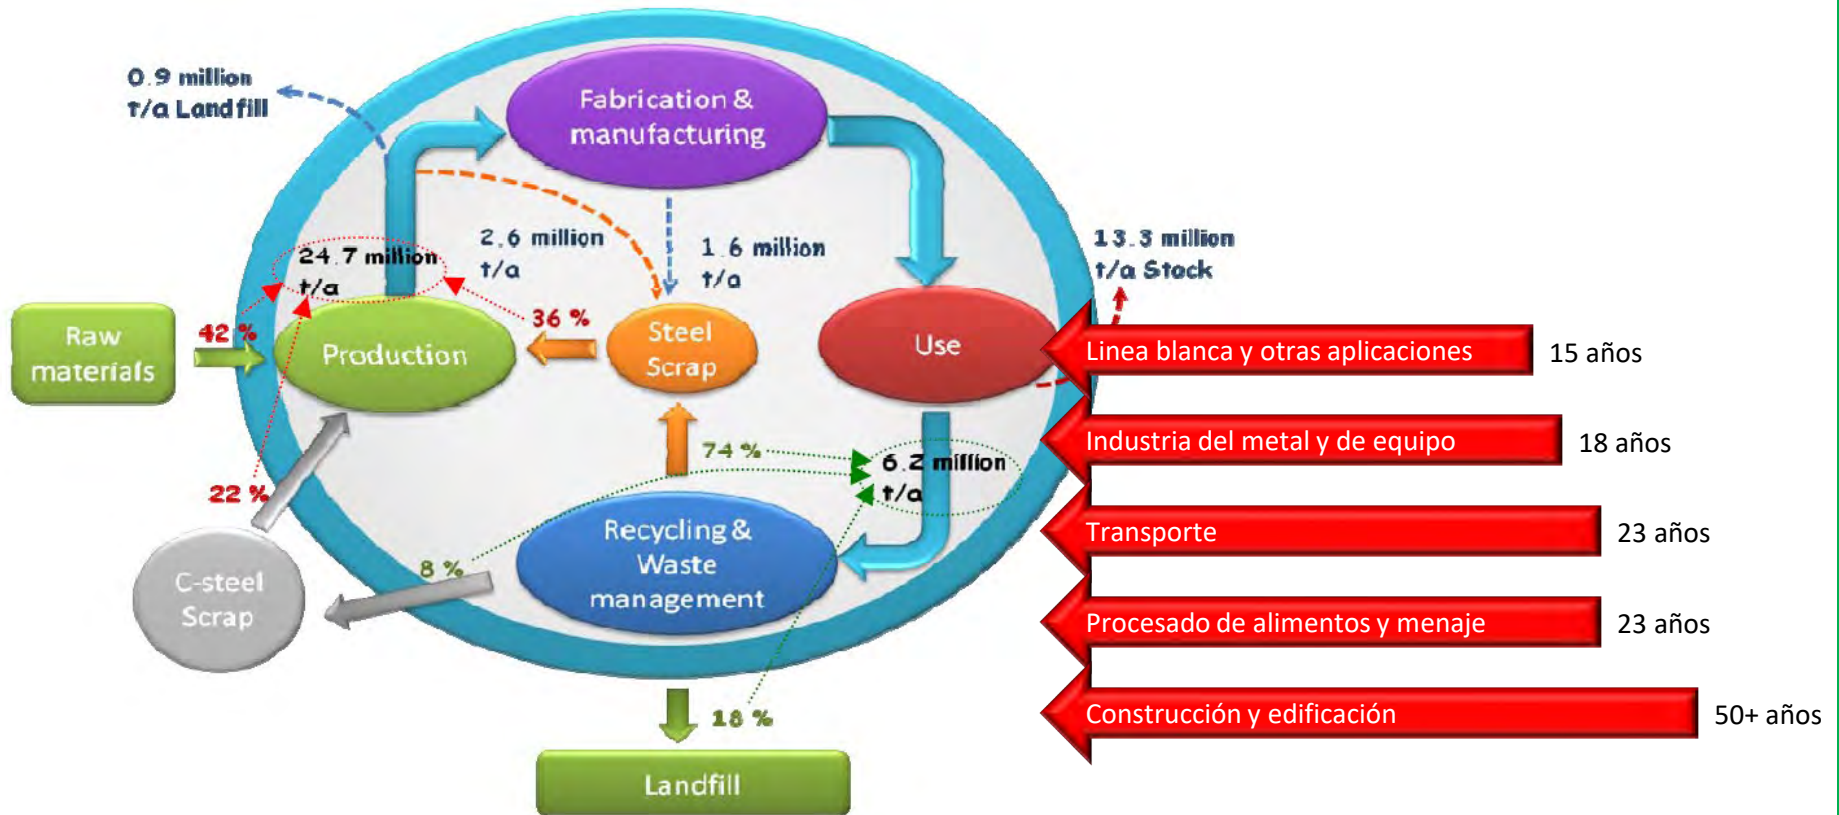 0.9 million
t/a Landfill
Fabrication &
manufacturing
24.7 million
t/a
2.6 million
t/a
1.6 million
t/a
13.3 million
t/a Stock
Raw
materials
42 %
Production
36 %
Steel
Scrap
Use
Linea blanca y otras aplicaciones
15 años
Industria del metal y de equipo
18 años
74 %
6.2 million
t/a
22 %
Transporte
23 años
Recycling &
Waste
management
8 %
C-steel
Scrap
Procesado de alimentos y menaje
23 años
18 %
Construcción y edificación
50+ años
Landfill